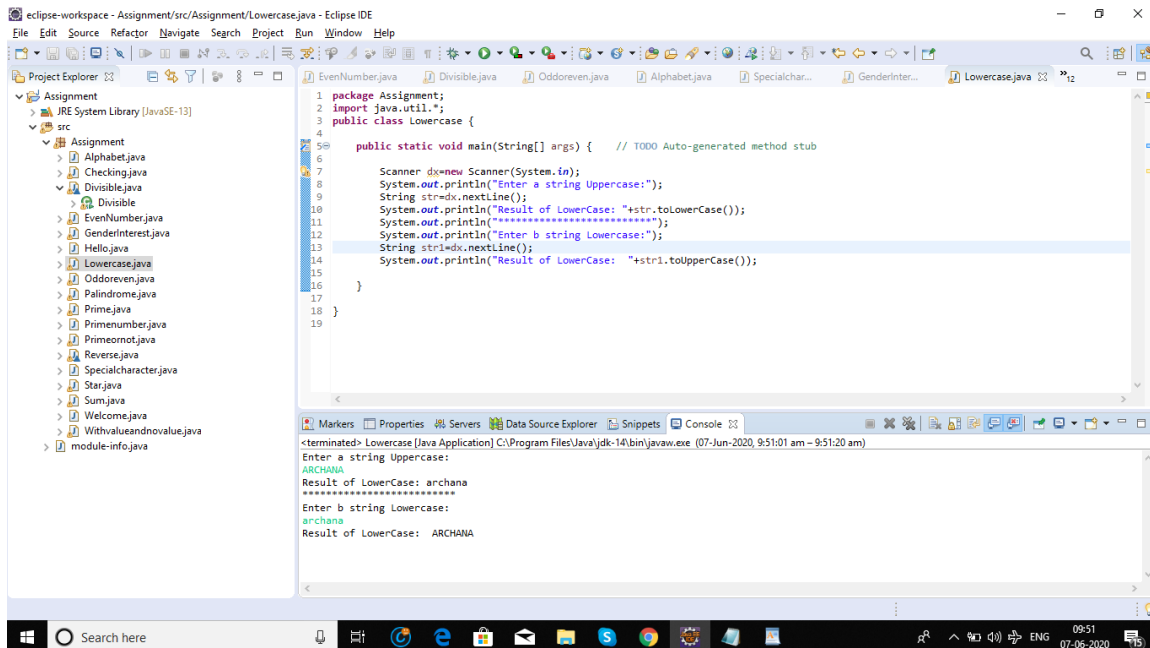 eclipse-workspace - Assignment/src/Assignment/Lowercase.java - Eclipse IDE
File Edit Source Refactor Navigate Search Project Run Window Help
Project Explorer
EvenNumber.java Divisible.java Oddoreven.java Alphabet.java Specialchar... GenderInter... Lowercase.java »12
Assignment
JRE System Library [JavaSE-13]
src
Assignment
Alphabet.java
Checking.java
Divisible.java
Divisible
EvenNumber.java
GenderInterest.java
Hello.java
Lowercase.java
Oddoreven.java
Palindrome.java
Prime.java
Primenumber.java
Primeornot.java
Reverse.java
Specialcharacter.java
Star.java
Sum.java
Welcome.java
Withvalueandnovalue.java
module-info.java
1 package Assignment;
2 import java.util.*;
3 public class Lowercase {
4
5 public static void main(String[] args) { // TODO Auto-generated method stub
6
7 Scanner dx=new Scanner(System.in);
8 System.out.println("Enter a string Uppercase:");
9 String str=dx.nextLine();
10 System.out.println("Result of LowerCase: "+str.toLowerCase());
11 System.out.println("**************************");
12 System.out.println("Enter b string Lowercase:");
13 String str1=dx.nextLine();
14 System.out.println("Result of LowerCase:  "+str1.toUpperCase());
15
16 }
17
18 }
19
Markers Properties Servers Data Source Explorer Snippets Console
<terminated> Lowercase [Java Application] C:\Program Files\Java\jdk-14\bin\javaw.exe (07-Jun-2020, 9:51:01 am – 9:51:20 am)
Enter a string Uppercase:
ARCHANA
Result of LowerCase: archana
**************************
Enter b string Lowercase:
archana
Result of LowerCase:  ARCHANA
Search here
ENG
09:51
07-06-2020
15